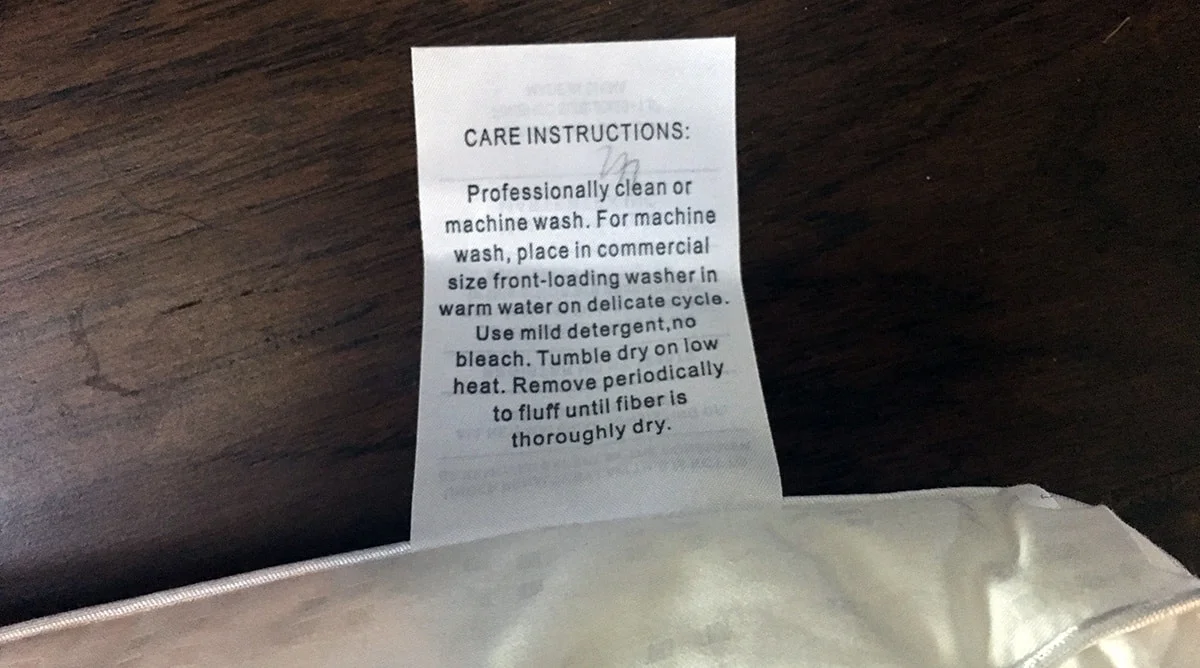 CARE INSTRUCTIONS:
Professionally clean or
machine wash. For machine
wash, place in commercial
size front-loading washer in
warm water on delicate cycle.
Use mild detergent,no
bleach. Tumble dry on low
heat. Remove periodically
to fluff until fiber is
thoroughly dry.